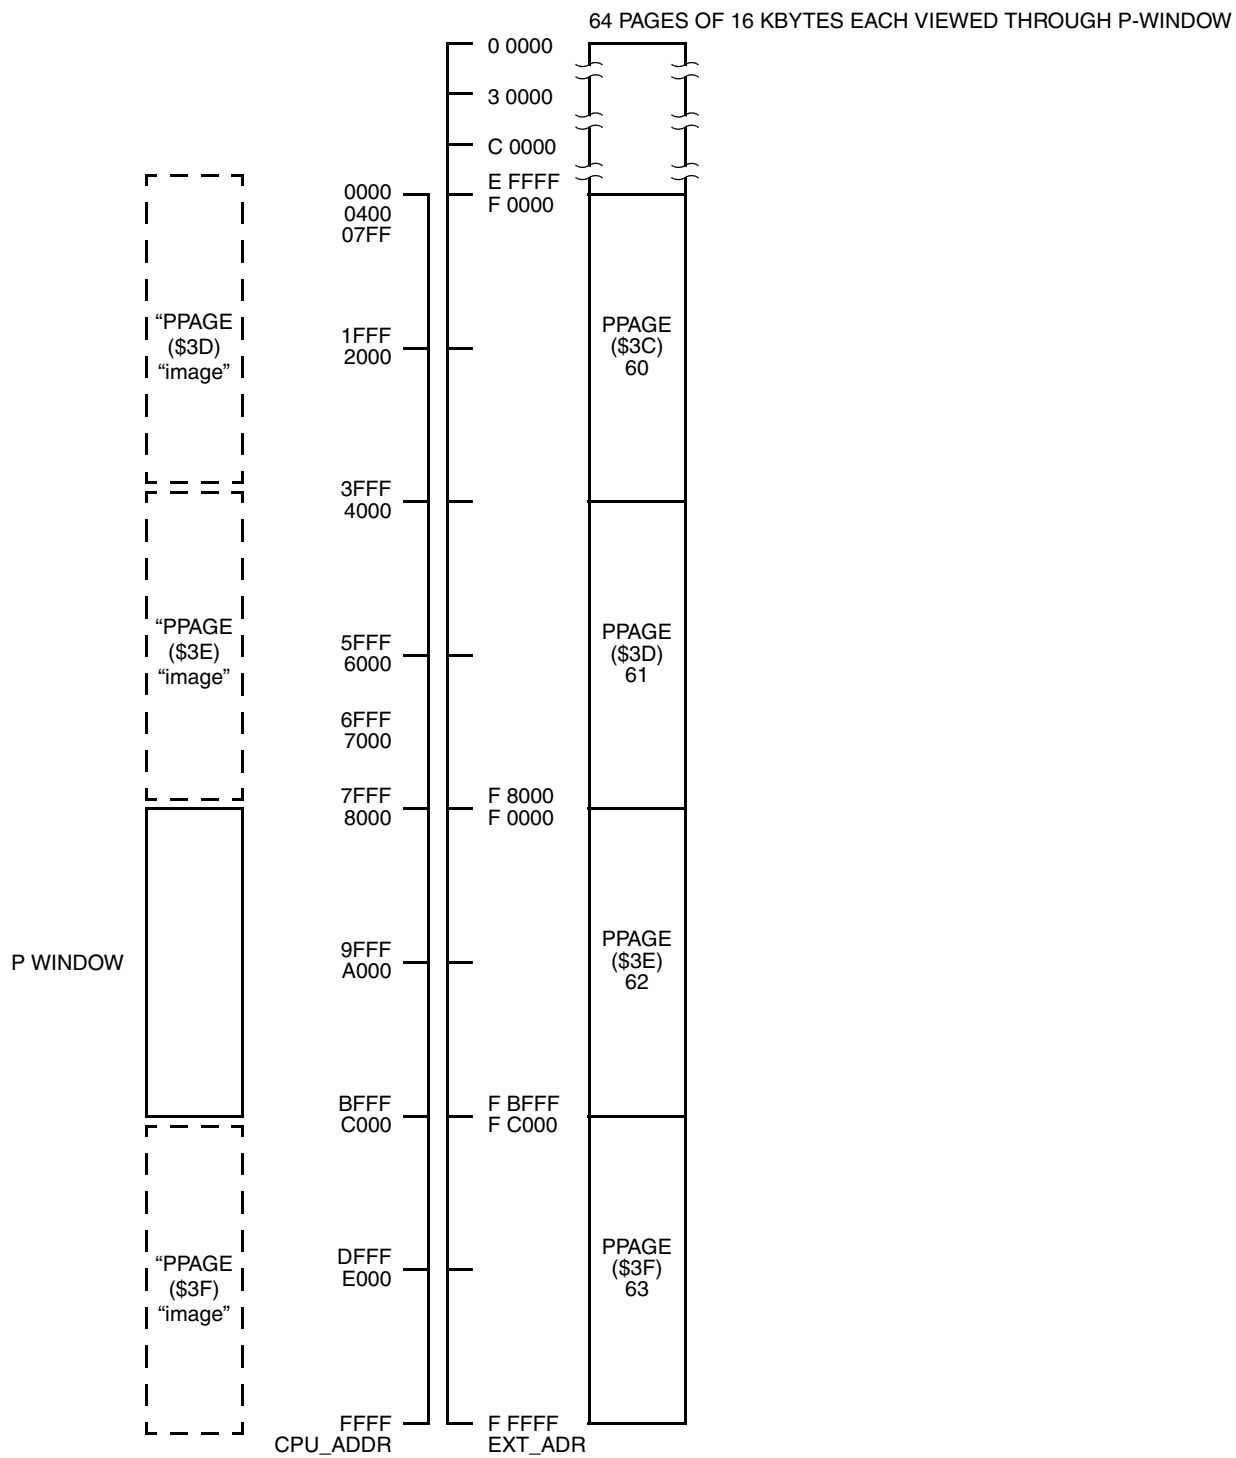 64 PAGES OF 16 KBYTES EACH VIEWED THROUGH P-WINDOW
0 0000
3 0000
C 0000
E FFFF
F 0000
0000
0400
07FF
“PPAGE
($3D)
“image”
1FFF
2000
PPAGE
($3C)
60
3FFF
4000
“PPAGE
($3E)
“image”
5FFF
6000
PPAGE
($3D)
61
6FFF
7000
7FFF
8000
F 8000
F 0000
P WINDOW
9FFF
A000
PPAGE
($3E)
62
BFFF
C000
F BFFF
F C000
“PPAGE
($3F)
“image”
DFFF
E000
PPAGE
($3F)
63
FFFF
CPU_ADDR
F FFFF
EXT_ADR